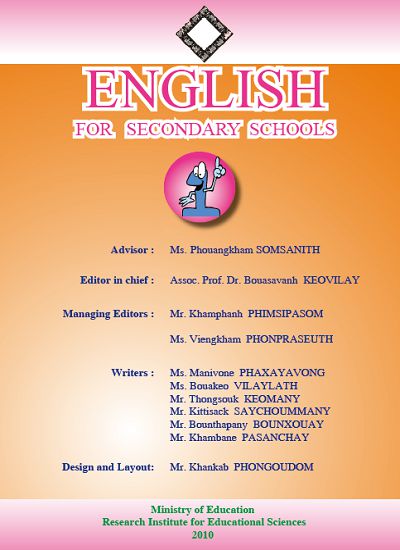 ENGLISH
FOR SECONDARY SCHOOLS
1
Advisor : Ms. Phouangkham SOMSANITH
Editor in chief : Assoc. Prof. Dr. Bouasavanh KEOVILAY
Managing Editors : Mr. Khamphanh PHIMSIPASOM
Ms. Viengkham PHONPRASEUTH
Writers : Ms. Manivone PHAXAYAVONG
Ms. Bouakeo VILAYLATH
Mr. Thongsouk KEOMANY
Mr. Kittisack SAYCHOUMMANY
Mr. Bounthapany BOUNXOUAY
Mr. Khambane PASANCHAY
Design and Layout: Mr. Khankab PHONGOUDOM
Ministry of Education
Research Institute for Educational Sciences
2010